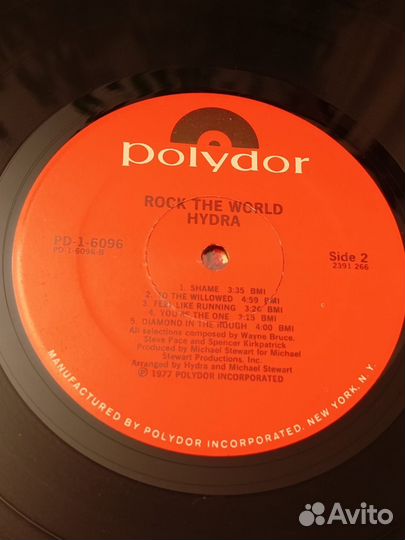 polydor
ROCK THE WORLD
HYDRA
PD-1-6096
PD-1-6096-B
Side 2
2391 266
1. SHAME 3:35 BMI
2. TO THE WILLOWED 4:59 BMI
3. FEEL LIKE RUNNING 3:26 BMI
4. YOU'RE THE ONE 3:15 BMI
5. DIAMOND IN THE ROUGH 4:00 BMI
All selections composed by Wayne Bruce,
Steve Pace and Spencer Kirkpatrick
Produced by Michael Stewart for Michael
Stewart Productions, Inc.
Arranged by Hydra and Michael Stewart
℗ 1977 POLYDOR INCORPORATED
MANUFACTURED BY POLYDOR INCORPORATED, NEW YORK, N.Y.
Avito